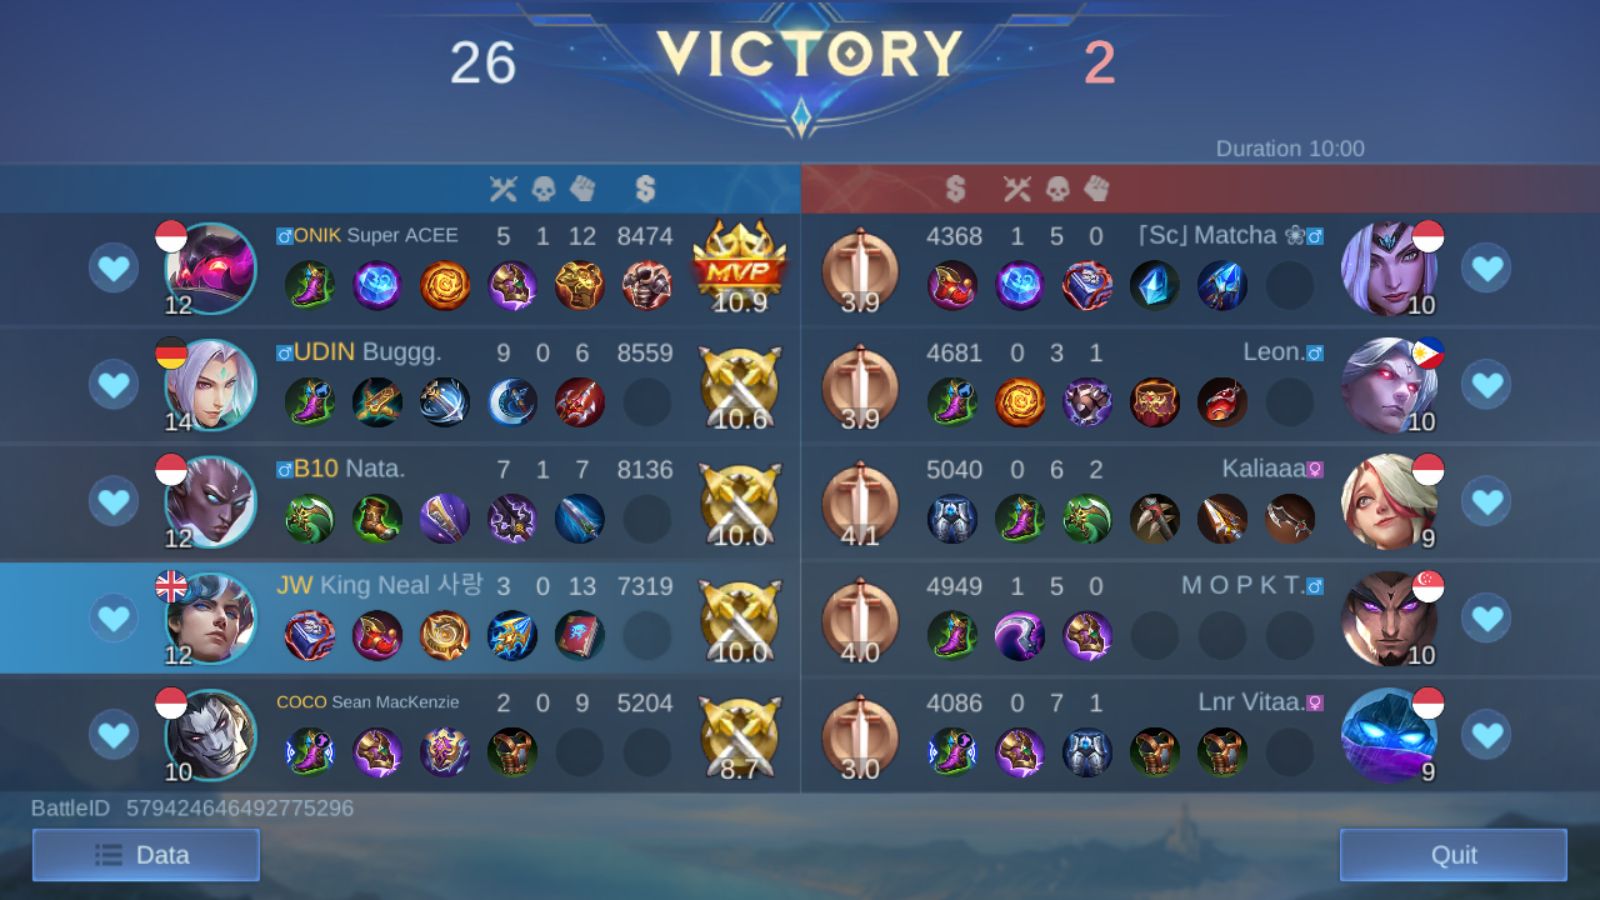 26 VICTORY 2
Duration 10:00
ONIK Super ACEE 5 1 12 8474 MVP 10.9 12
3.9 4368 1 5 0 「Sc」Matcha ❀ 10
UDIN Buggg. 9 0 6 8559 10.6 14
3.9 4681 0 3 1 Leon. 10
B10 Nata. 7 1 7 8136 10.0 12
4.1 5040 0 6 2 Kaliaaa 9
JW King Neal 사랑 3 0 13 7319 10.0 12
4.0 4949 1 5 0 M O P K T. 10
COCO Sean MacKenzie 2 0 9 5204 8.7 10
3.0 4086 0 7 1 Lnr Vitaa. 9
BattleID 579424646492775296
Data
Quit